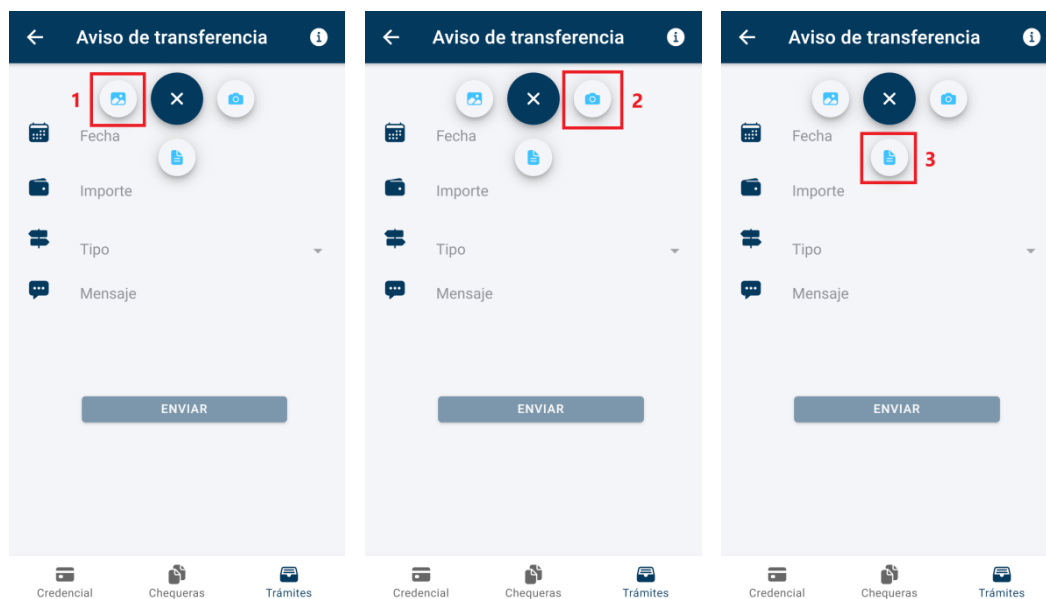 Aviso de transferencia
1
Fecha
Importe
Tipo
Mensaje
ENVIAR
Credencial Chequeras Trámites
Aviso de transferencia
2
Fecha
Importe
Tipo
Mensaje
ENVIAR
Credencial Chequeras Trámites
Aviso de transferencia
Fecha
3
Importe
Tipo
Mensaje
ENVIAR
Credencial Chequeras Trámites